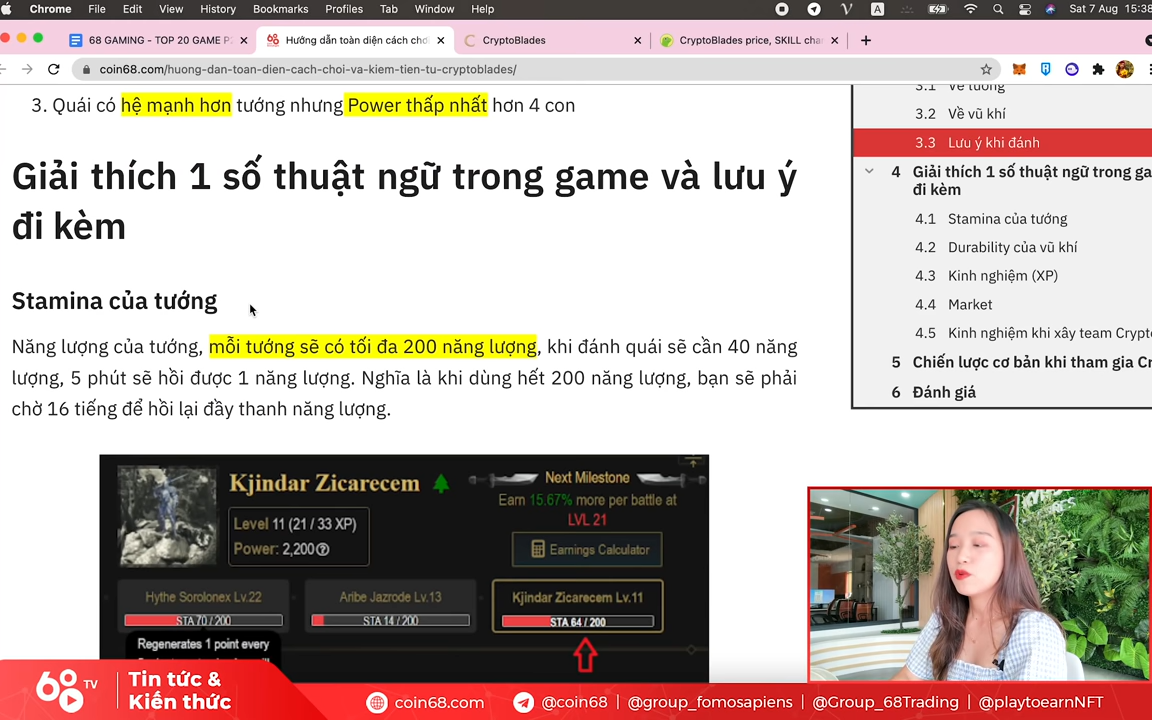 Chrome File Edit View History Bookmarks Profiles Tab Window Help
Sat 7 Aug 15:38
68 GAMING - TOP 20 GAME P2
Hướng dẫn toàn diện cách chơi
CryptoBlades
CryptoBlades price, SKILL chart
coin68.com/huong-dan-toan-dien-cach-choi-va-kiem-tien-tu-cryptoblades/
3. Quái có hệ mạnh hơn tướng nhưng Power thấp nhất hơn 4 con
Giải thích 1 số thuật ngữ trong game và lưu ý
đi kèm
Stamina của tướng
Năng lượng của tướng, mỗi tướng sẽ có tối đa 200 năng lượng, khi đánh quái sẽ cần 40 năng
lượng, 5 phút sẽ hồi được 1 năng lượng. Nghĩa là khi dùng hết 200 năng lượng, bạn sẽ phải
chờ 16 tiếng để hồi lại đầy thanh năng lượng.
3.1 Về tướng
3.2 Về vũ khí
3.3 Lưu ý khi đánh
4 Giải thích 1 số thuật ngữ trong ga
đi kèm
4.1 Stamina của tướng
4.2 Durability của vũ khí
4.3 Kinh nghiệm (XP)
4.4 Market
4.5 Kinh nghiệm khi xây team Crypto
5 Chiến lược cơ bản khi tham gia Cr
6 Đánh giá
Kjindar Zicarecem
Level 11 (21 / 33 XP)
Power: 2,200
Next Milestone
Earn 15.67% more per battle at
LVL 21
Earnings Calculator
Hythe Sorolonex Lv.22
STA 70 / 200
Aribe Jazrode Lv.13
STA 14 / 200
Kjindar Zicarecem Lv.11
STA 64 / 200
Regenerates 1 point every
68 TV
Tin tức &
Kiến thức
coin68.com
@coin68 | @group_fomosapiens | @Group_68Trading | @playtoearnNFT